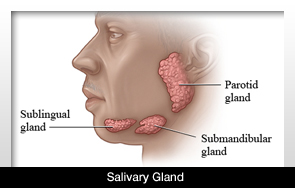 Parotid
gland
Sublingual
gland
Submandibular
gland
Salivary Gland